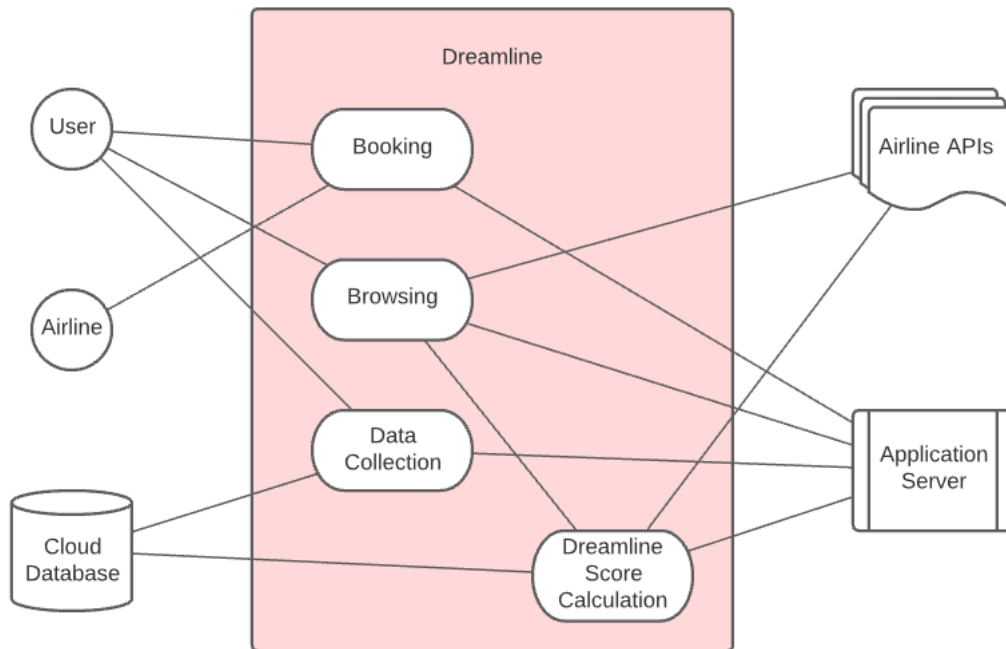 Dreamline
User
Booking
Airline APIs
Browsing
Airline
Data
Collection
Application
Server
Cloud
Database
Dreamline
Score
Calculation